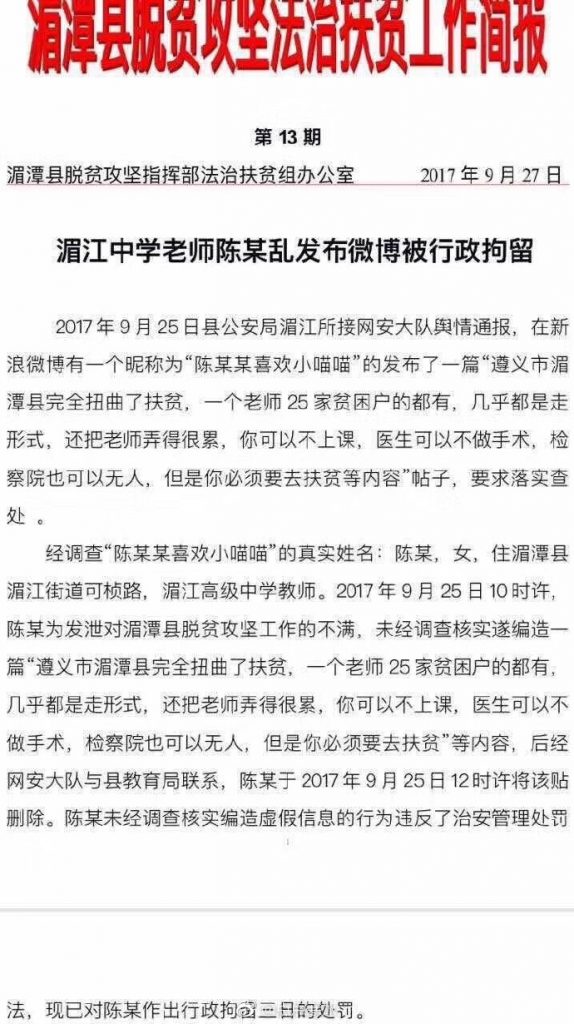 湄潭县脱贫攻坚法治扶贫工作简报
第 13 期
湄潭县脱贫攻坚指挥部法治扶贫组办公室 2017 年 9 月 27 日
湄江中学老师陈某乱发布微博被行政拘留
2017 年 9 月 25 日县公安局湄江所接网安大队舆情通报，在新
浪微博有一个昵称为“陈某某喜欢小喵喵”的发布了一篇“遵义市湄
潭县完全扭曲了扶贫，一个老师 25 家贫困户的都有，几乎都是走
形式，还把老师弄得很累，你可以不上课，医生可以不做手术，检
察院也可以无人，但是你必须要去扶贫等内容”帖子，要求落实查
处 。
经调查“陈某某喜欢小喵喵”的真实姓名：陈某，女，住湄潭县
湄江街道可桢路，湄江高级中学教师。2017 年 9 月 25 日 10 时许，
陈某为发泄对湄潭县脱贫攻坚工作的不满，未经调查核实遂编造一
篇“遵义市湄潭县完全扭曲了扶贫，一个老师 25 家贫困户的都有，
几乎都是走形式，还把老师弄得很累，你可以不上课，医生可以不
做手术，检察院也可以无人，但是你必须要去扶贫”等内容，后经
网安大队与县教育局联系，陈某于 2017 年 9 月 25 日 12 时许将该贴
删除。陈某未经调查核实编造虚假信息的行为违反了治安管理处罚
1
法，现已对陈某作出行政拘留三日的处罚。